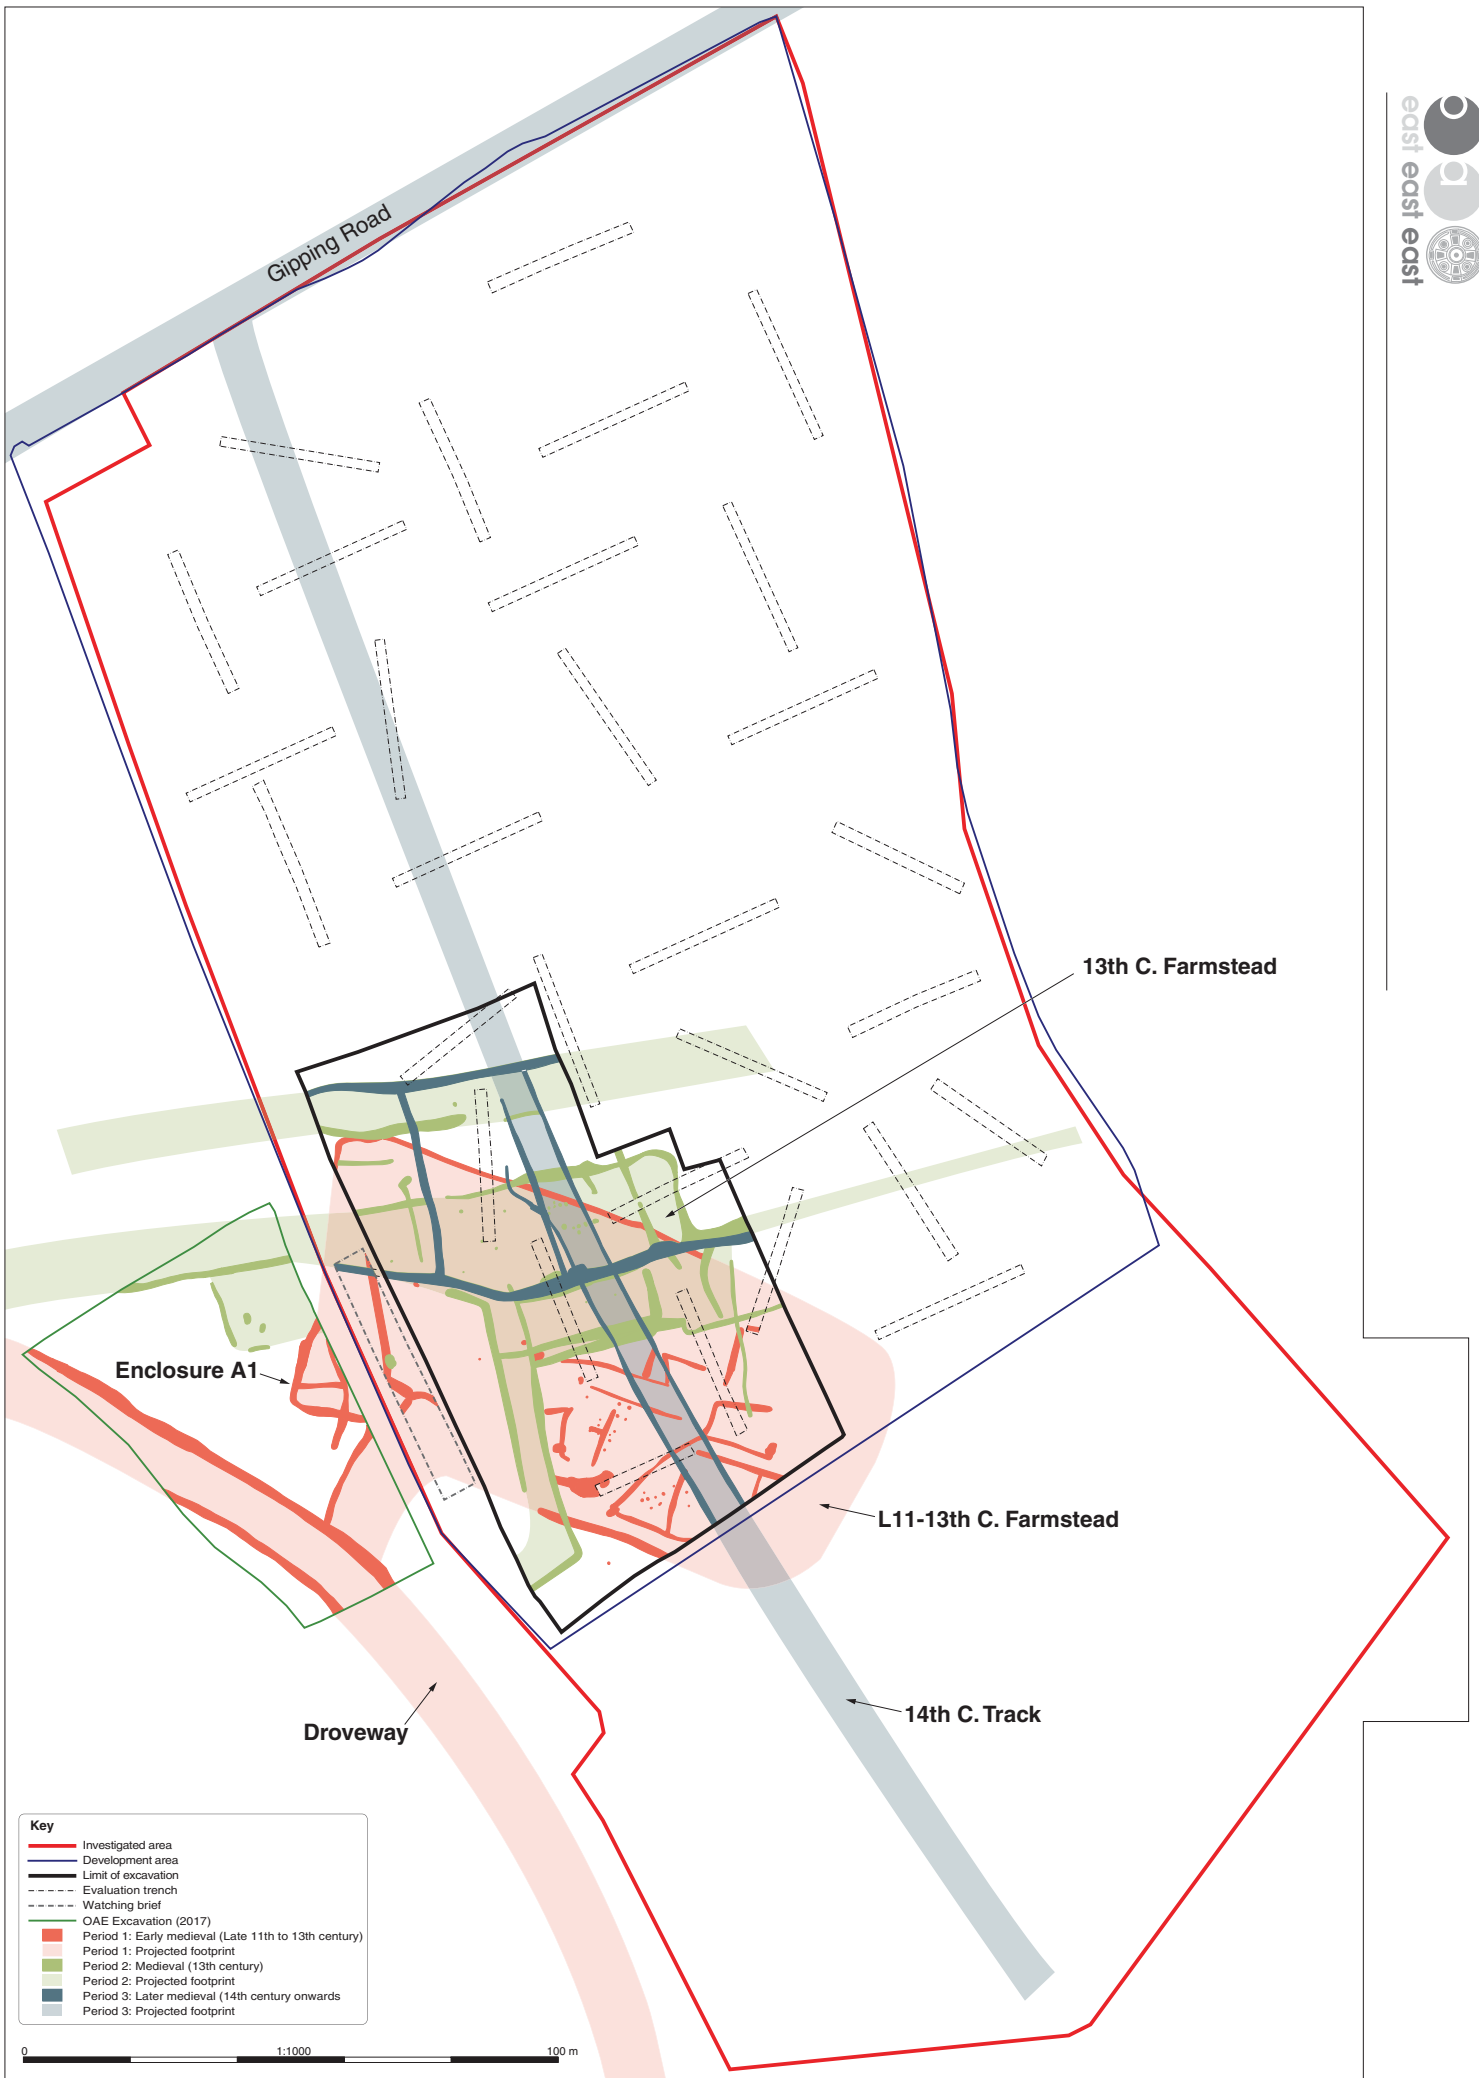 Gipping Road
east east east
13th C. Farmstead
Enclosure A1
L11-13th C. Farmstead
14th C. Track
Droveway
Key
Investigated area
Development area
Limit of excavation
Evaluation trench
Watching brief
OAE Excavation (2017)
Period 1: Early medieval (Late 11th to 13th century)
Period 1: Projected footprint
Period 2: Medieval (13th century)
Period 2: Projected footprint
Period 3: Later medieval (14th century onwards
Period 3: Projected footprint
0 1:1000 100 m